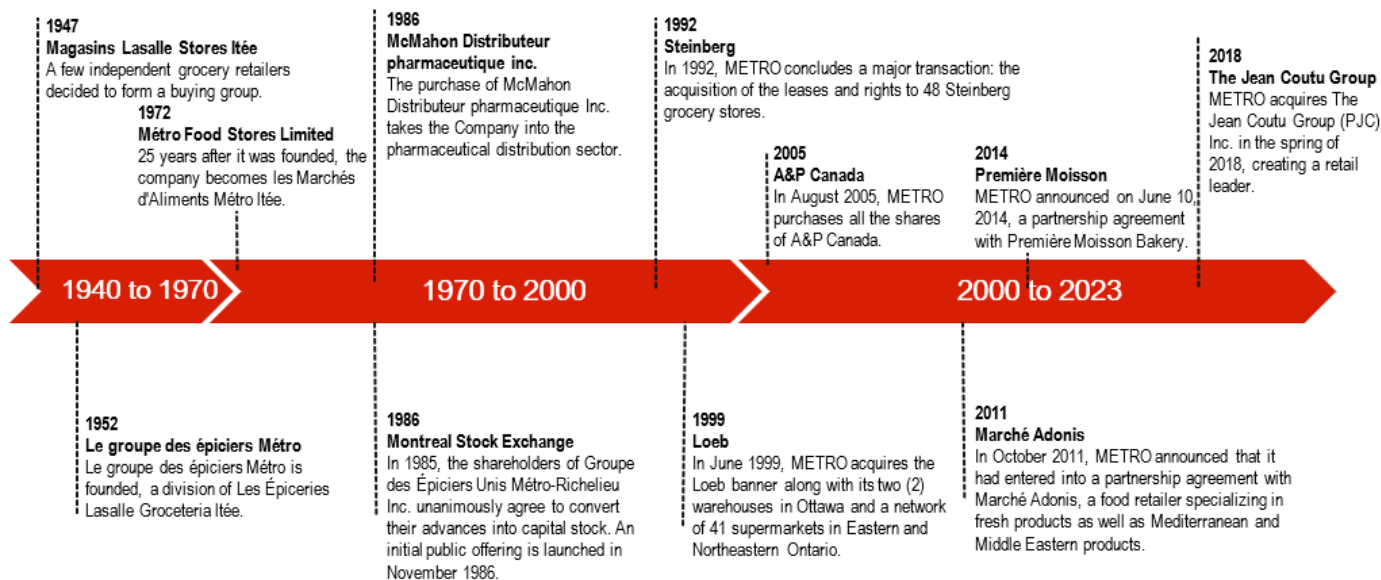 1947
Magasins Lasalle Stores ltée
A few independent grocery retailers
decided to form a buying group.
1972
Métro Food Stores Limited
25 years after it was founded, the
company becomes les Marchés
d'Aliments Métro ltée.
1986
McMahon Distributeur
pharmaceutique inc.
The purchase of McMahon
Distributeur pharmaceutique Inc.
takes the Company into the
pharmaceutical distribution sector.
1992
Steinberg
In 1992, METRO concludes a major transaction: the
acquisition of the leases and rights to 48 Steinberg
grocery stores.
2005
A&P Canada
In August 2005, METRO
purchases all the shares
of A&P Canada.
2014
Première Moisson
METRO announced on June 10,
2014, a partnership agreement
with Première Moisson Bakery.
2018
The Jean Coutu Group
METRO acquires The
Jean Coutu Group (PJC)
Inc. in the spring of
2018, creating a retail
leader.
1940 to 1970
1970 to 2000
2000 to 2023
1952
Le groupe des épiciers Métro
Le groupe des épiciers Métro is
founded, a division of Les Épiceries
Lasalle Groceteria ltée.
1986
Montreal Stock Exchange
In 1985, the shareholders of Groupe
des Épiciers Unis Métro-Richelieu
Inc. unanimously agree to convert
their advances into capital stock. An
initial public offering is launched in
November 1986.
1999
Loeb
In June 1999, METRO acquires the
Loeb banner along with its two (2)
warehouses in Ottawa and a network
of 41 supermarkets in Eastern and
Northeastern Ontario.
2011
Marché Adonis
In October 2011, METRO announced that it
had entered into a partnership agreement with
Marché Adonis, a food retailer specializing in
fresh products as well as Mediterranean and
Middle Eastern products.